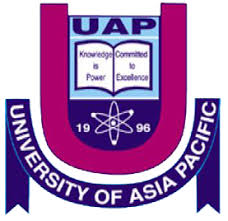 UAP
Knowledge
is
Power
Committed
to
Excellence
19 96
UNIVERSITY OF ASIA PACIFIC